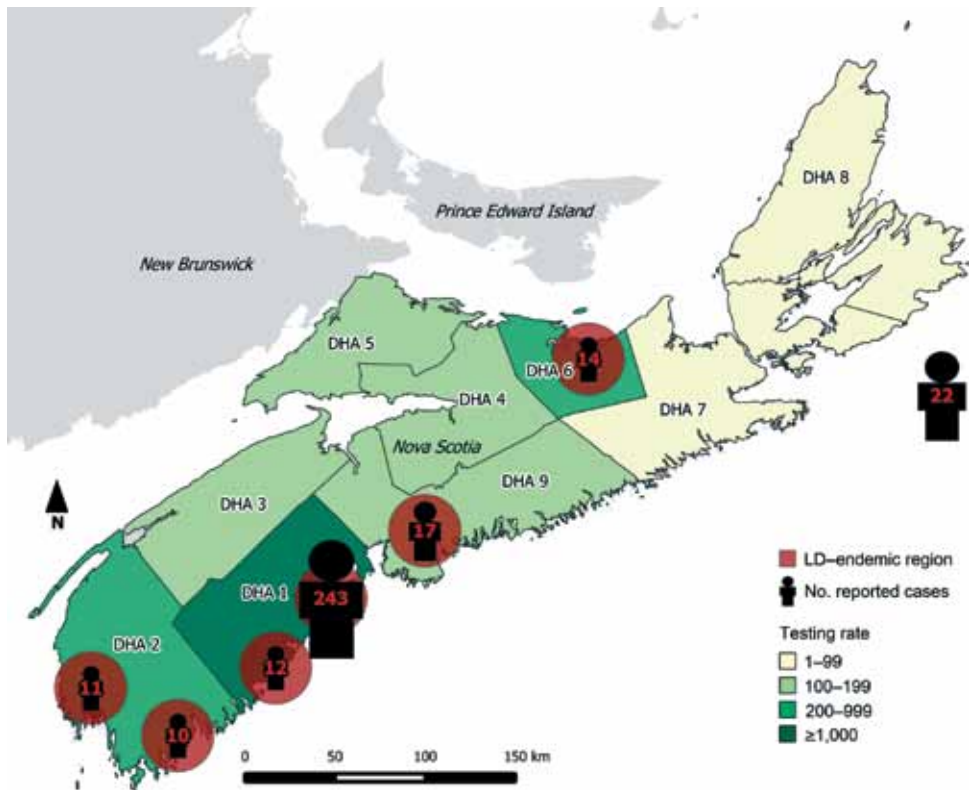 DHA 8
Prince Edward Island
New Brunswick
DHA 5
DHA 6
14
DHA 4
DHA 7
22
Nova Scotia
DHA 3
DHA 9
17
N
DHA 1
243
DHA 2
12
11
10
LD–endemic region
No. reported cases
Testing rate
1–99
100–199
200–999
≥1,000
0 50 100 150 km